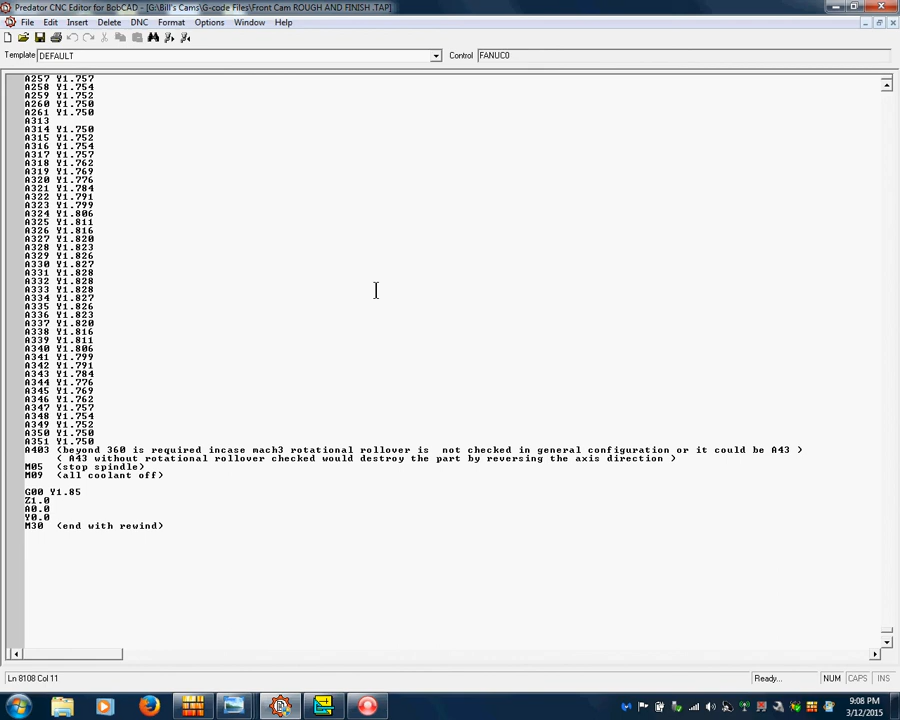 Predator CNC Editor for BobCAD - [G:\Bill's Cams\G-code Files\Front Cam ROUGH AND FINISH .TAP]
File Edit Insert Delete DNC Format Options Window Help
Template DEFAULT Control FANUC0
A257 Y1.757
A258 Y1.754
A259 Y1.752
A260 Y1.750
A261 Y1.750
A313
A314 Y1.750
A315 Y1.752
A316 Y1.754
A317 Y1.757
A318 Y1.762
A319 Y1.769
A320 Y1.776
A321 Y1.784
A322 Y1.791
A323 Y1.799
A324 Y1.806
A325 Y1.811
A326 Y1.816
A327 Y1.820
A328 Y1.823
A329 Y1.826
A330 Y1.827
A331 Y1.828
A332 Y1.828
A333 Y1.828
A334 Y1.827
A335 Y1.826
A336 Y1.823
A337 Y1.820
A338 Y1.816
A339 Y1.811
A340 Y1.806
A341 Y1.799
A342 Y1.791
A343 Y1.784
A344 Y1.776
A345 Y1.769
A346 Y1.762
A347 Y1.757
A348 Y1.754
A349 Y1.752
A350 Y1.750
A351 Y1.750
A403 (beyond 360 is required incase mach3 rotational rollover is  not checked in general configuration or it could be A43 )
( A43 without rotational rollover checked would destroy the part by reversing the axis direction )
M05  (stop spindle)
M09  (all coolant off)
G00 Y1.85
Z1.0
A0.0
Y0.0
M30  (end with rewind)
Ln 8108 Col 11 Ready... NUM CAPS INS
9:08 PM
3/12/2015